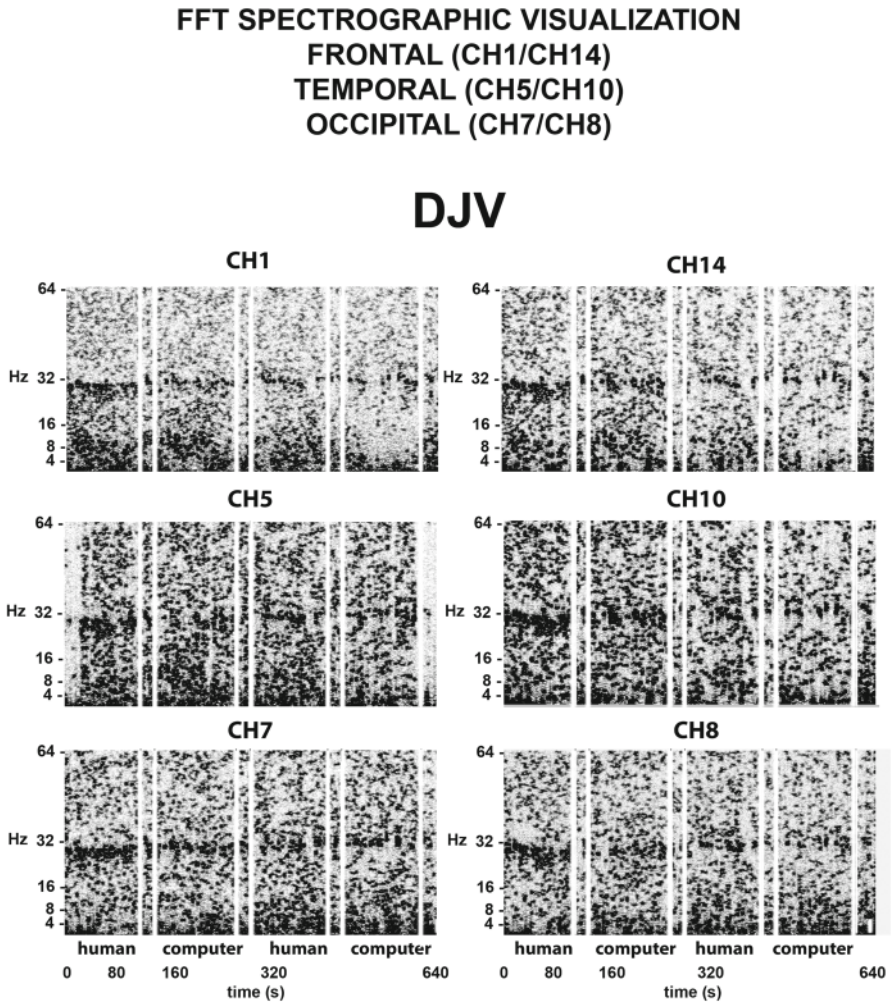 FFT SPECTROGRAPHIC VISUALIZATION
FRONTAL (CH1/CH14)
TEMPORAL (CH5/CH10)
OCCIPITAL (CH7/CH8)
DJV
CH1
64 -
Hz 32 -
16 -
8 -
4 -
CH14
64 -
Hz 32 -
16 -
8 -
4 -
CH5
64 -
Hz 32 -
16 -
8 -
4 -
CH10
64 -
Hz 32 -
16 -
8 -
4 -
CH7
64 -
Hz 32 -
16 -
8 -
4 -
human computer human computer
0 80 160 320 640
time (s)
CH8
64 -
Hz 32 -
16 -
8 -
4 -
human computer human computer
0 80 160 320 640
time (s)